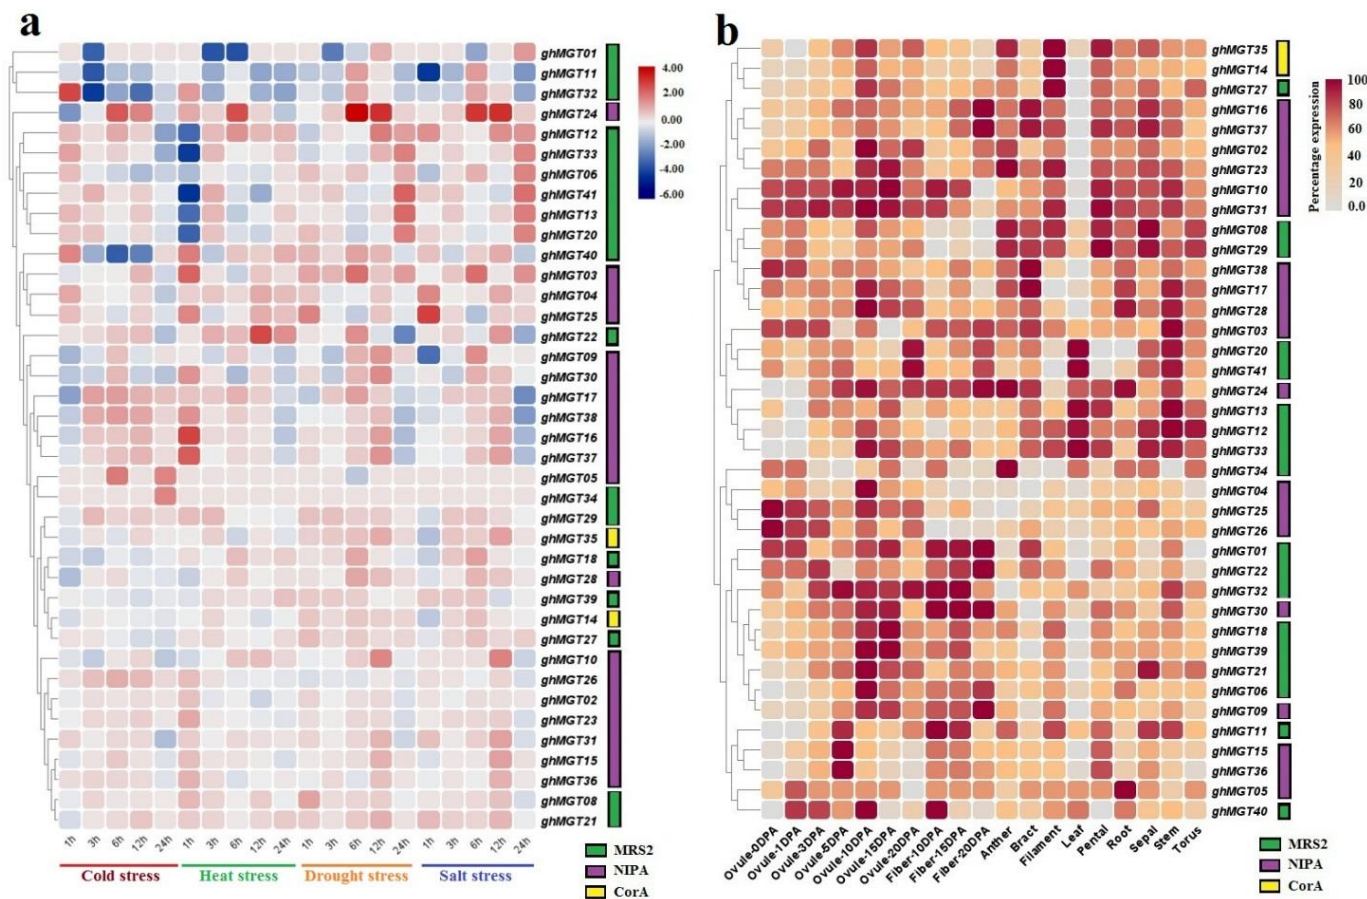 a
ghMGT01
ghMGT11
ghMGT32
ghMGT24
ghMGT12
ghMGT33
ghMGT06
ghMGT41
ghMGT13
ghMGT20
ghMGT40
ghMGT03
ghMGT04
ghMGT25
ghMGT22
ghMGT09
ghMGT30
ghMGT17
ghMGT38
ghMGT16
ghMGT37
ghMGT05
ghMGT34
ghMGT29
ghMGT35
ghMGT18
ghMGT28
ghMGT39
ghMGT14
ghMGT27
ghMGT10
ghMGT26
ghMGT02
ghMGT23
ghMGT31
ghMGT15
ghMGT36
ghMGT08
ghMGT21
4.00
2.00
0.00
-2.00
-4.00
-6.00
1h 3h 6h 12h 24h 1h 3h 6h 12h 24h 1h 3h 6h 12h 24h 1h 3h 6h 12h 24h
Cold stress Heat stress Drought stress Salt stress
MRS2
NIPA
CorA
b
ghMGT35
ghMGT14
ghMGT27
ghMGT16
ghMGT37
ghMGT02
ghMGT23
ghMGT10
ghMGT31
ghMGT08
ghMGT29
ghMGT38
ghMGT17
ghMGT28
ghMGT03
ghMGT20
ghMGT41
ghMGT24
ghMGT13
ghMGT12
ghMGT33
ghMGT34
ghMGT04
ghMGT25
ghMGT26
ghMGT01
ghMGT22
ghMGT32
ghMGT30
ghMGT18
ghMGT39
ghMGT21
ghMGT06
ghMGT09
ghMGT11
ghMGT15
ghMGT36
ghMGT05
ghMGT40
Percentage expression
100
80
60
40
20
0.0
Ovule-0DPA
Ovule-1DPA
Ovule-3DPA
Ovule-5DPA
Ovule-10DPA
Ovule-15DPA
Ovule-20DPA
Fiber-10DPA
Fiber-15DPA
Fiber-20DPA
Anther
Bract
Filament
Leaf
Pental
Root
Sepal
Stem
Torus
MRS2
NIPA
CorA